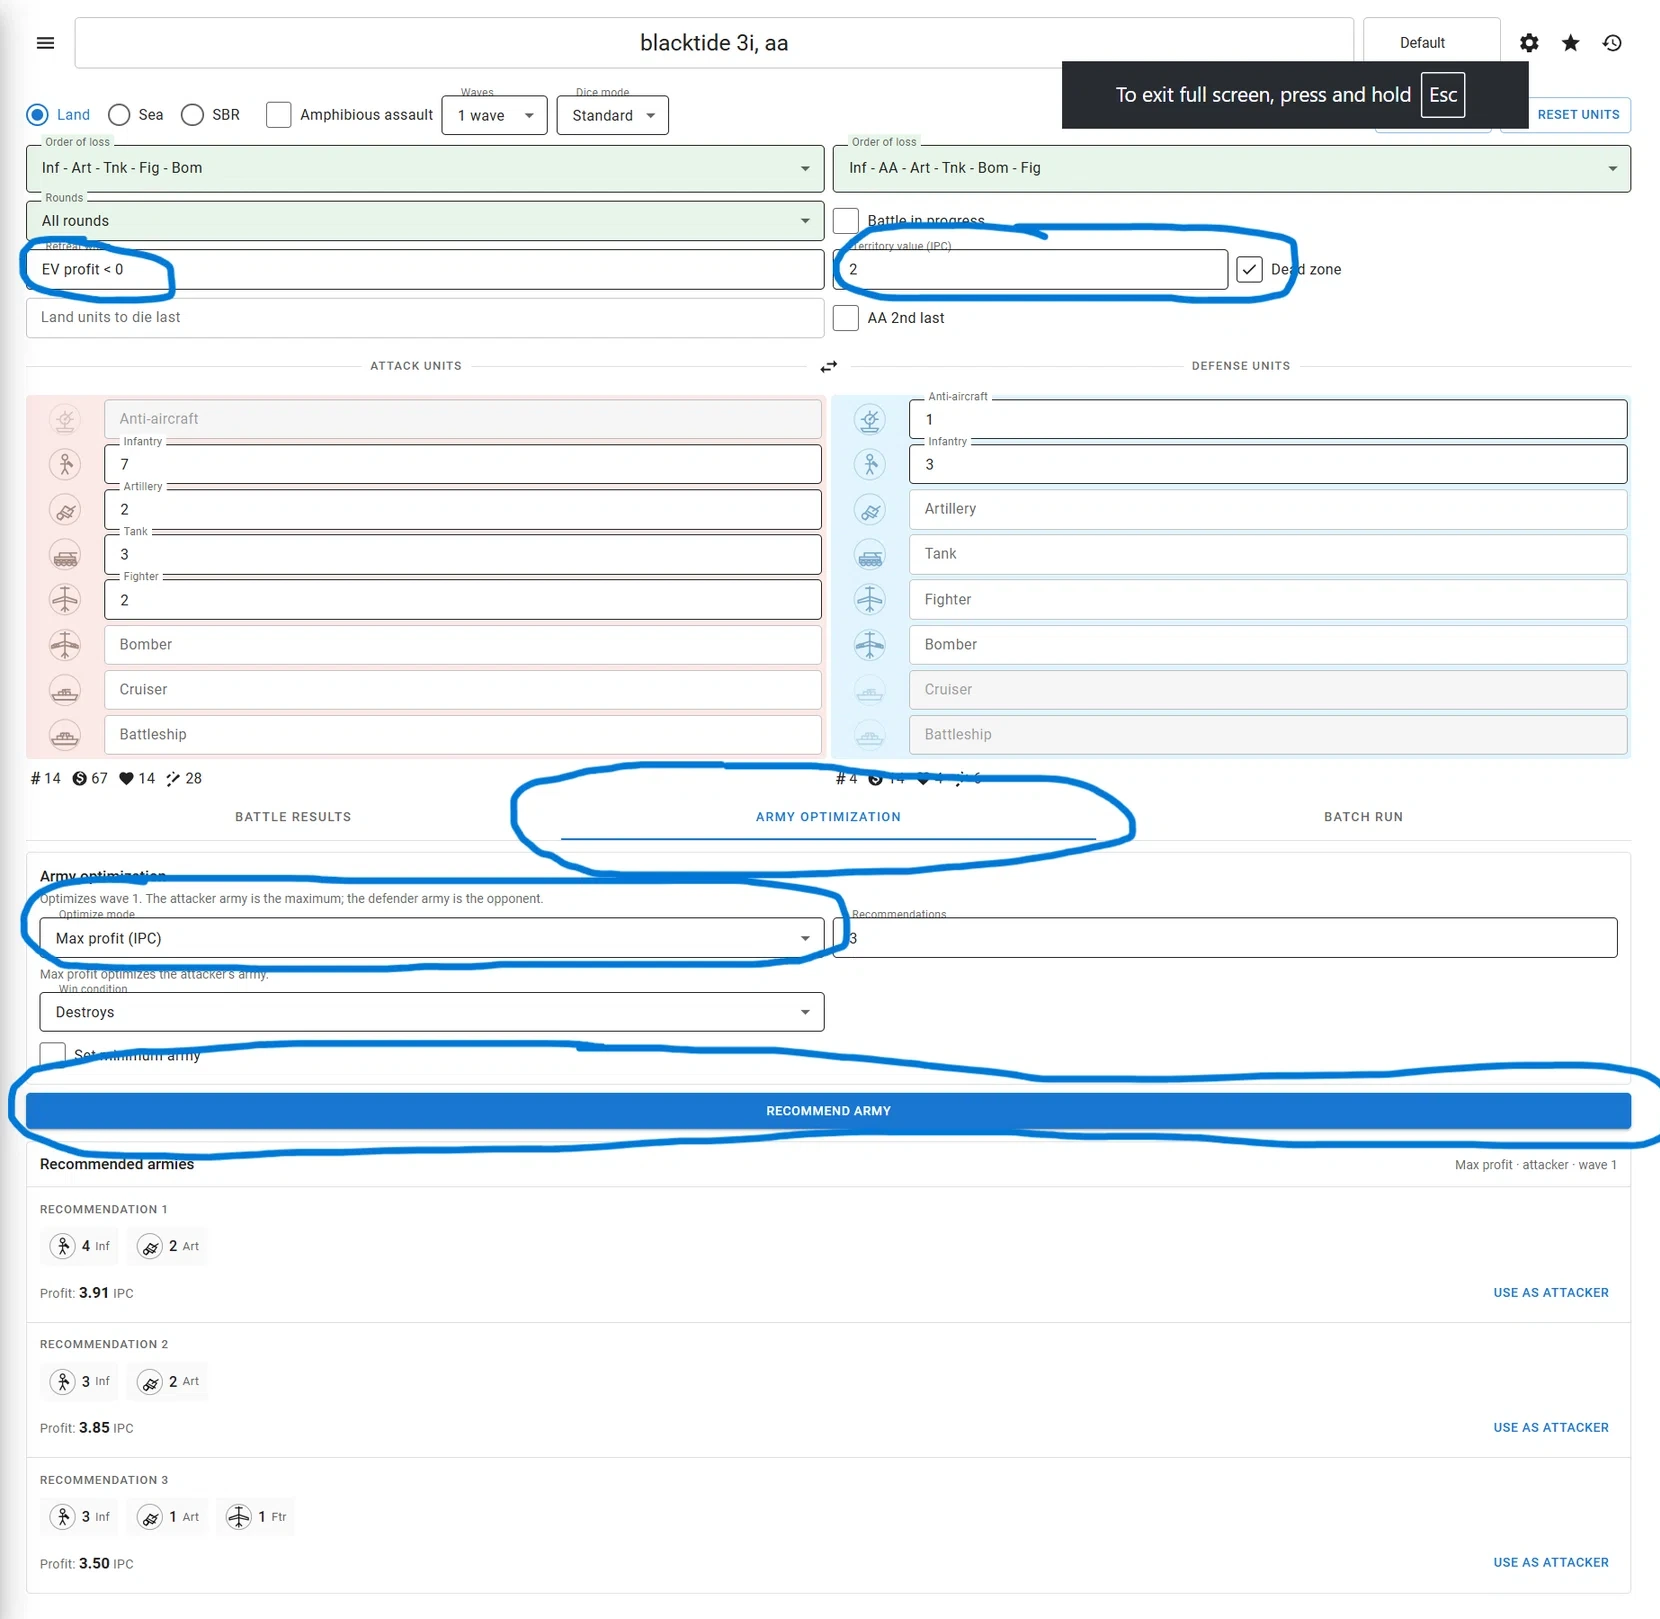 blacktide 3i, aa
Default
To exit full screen, press and hold Esc
Land Sea SBR Amphibious assault
Waves
1 wave
Dice mode
Standard
RESET UNITS
Order of loss
Inf - Art - Tnk - Fig - Bom
Order of loss
Inf - AA - Art - Tnk - Bom - Fig
Rounds
All rounds
Battle in progress
EV profit < 0
Territory value (IPC)
2
Dead zone
Land units to die last
AA 2nd last
ATTACK UNITS
DEFENSE UNITS
Anti-aircraft
Infantry
7
Artillery
2
Tank
3
Fighter
2
Bomber
Cruiser
Battleship
Anti-aircraft
1
Infantry
3
Artillery
Tank
Fighter
Bomber
Cruiser
Battleship
# 14 67 14 28
# 4 14 4 6
BATTLE RESULTS
ARMY OPTIMIZATION
BATCH RUN
Army optimization
Optimizes wave 1. The attacker army is the maximum; the defender army is the opponent.
Optimize mode
Max profit (IPC)
Recommendations
3
Max profit optimizes the attacker's army.
Win condition
Destroys
Set minimum army
RECOMMEND ARMY
Recommended armies
Max profit · attacker · wave 1
RECOMMENDATION 1
4 Inf 2 Art
Profit: 3.91 IPC
USE AS ATTACKER
RECOMMENDATION 2
3 Inf 2 Art
Profit: 3.85 IPC
USE AS ATTACKER
RECOMMENDATION 3
3 Inf 1 Art 1 Ftr
Profit: 3.50 IPC
USE AS ATTACKER